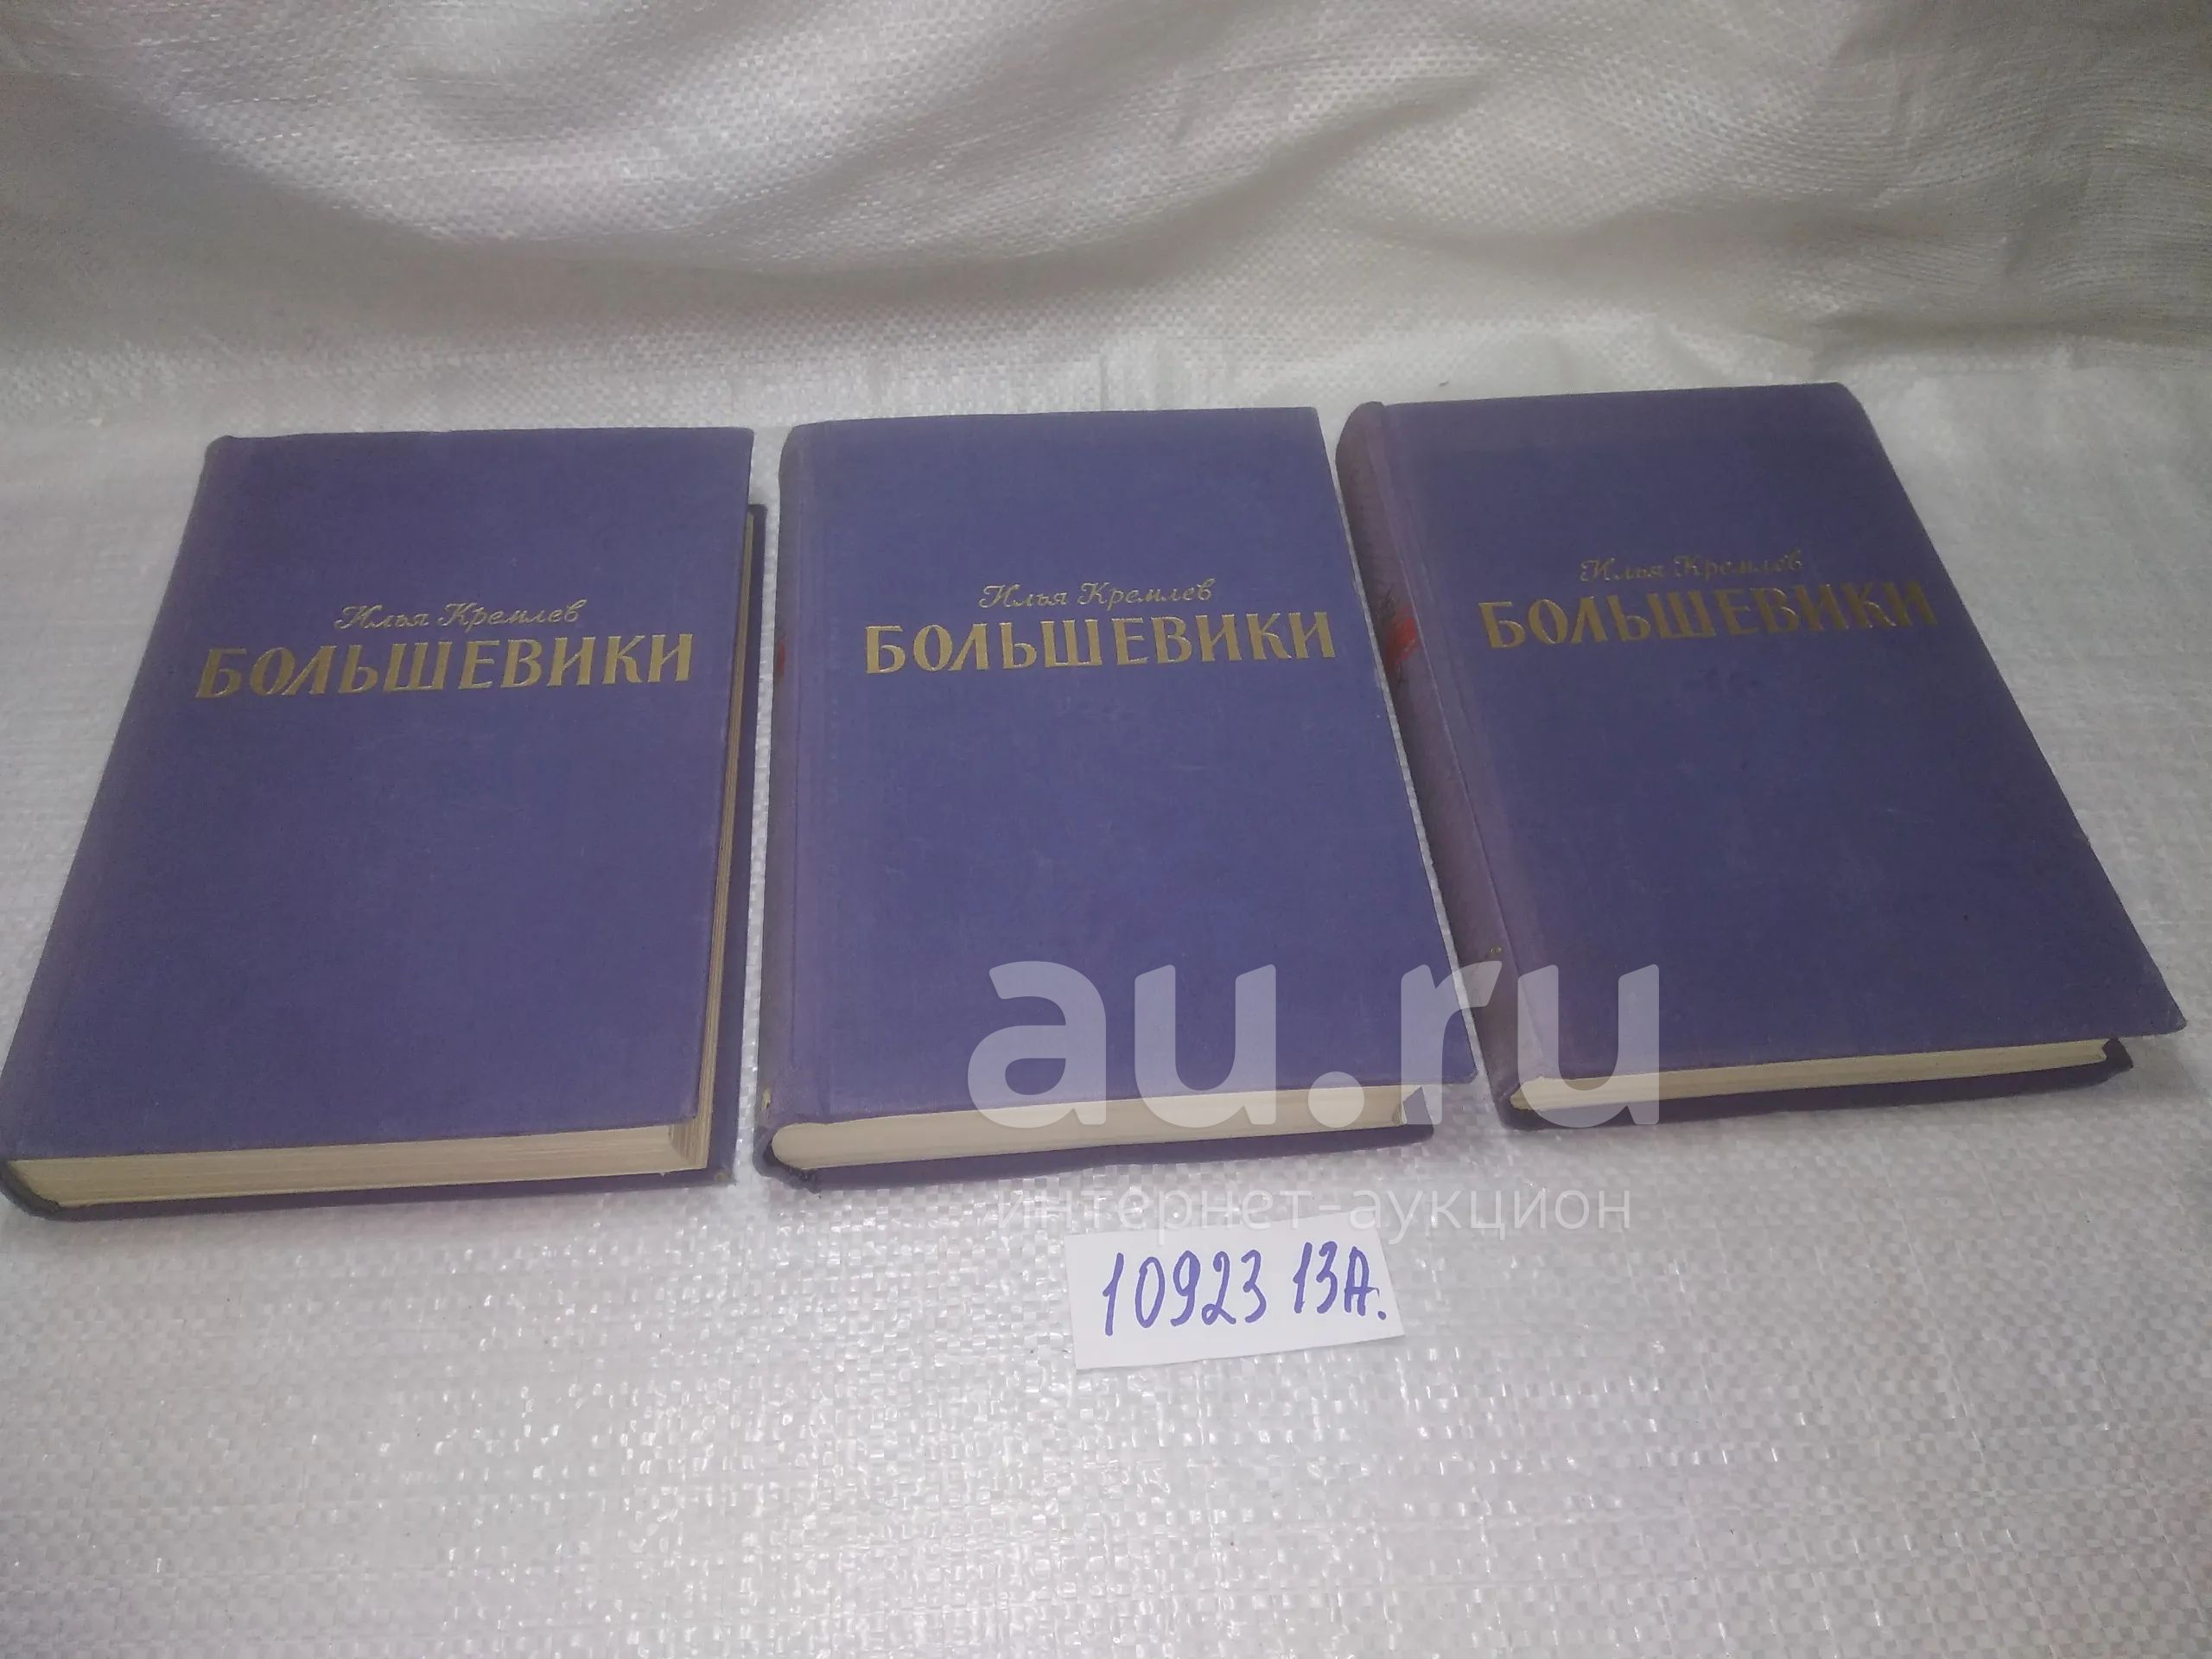 Илья Кремлев
БОЛЬШЕВИКИ
Илья Кремлев
БОЛЬШЕВИКИ
Илья Кремлев
БОЛЬШЕВИКИ
au.ru
интернет-аукцион
10923 13А.